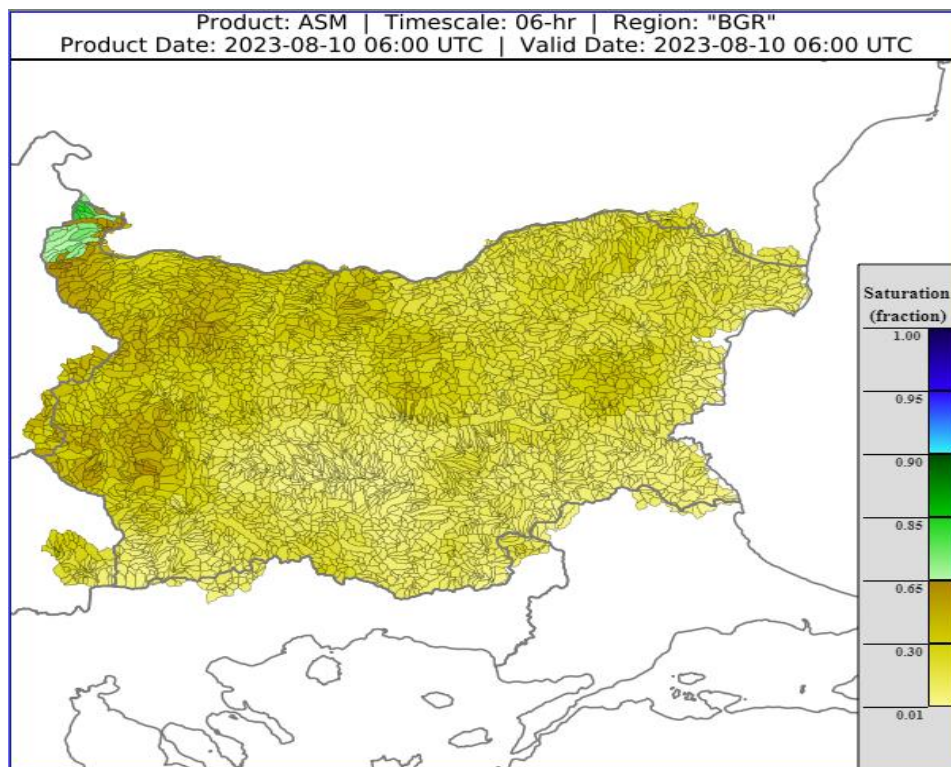 Product: ASM | Timescale: 06-hr | Region: "BGR"
Product Date: 2023-08-10 06:00 UTC | Valid Date: 2023-08-10 06:00 UTC
Saturation
(fraction)
1.00
0.95
0.90
0.85
0.65
0.30
0.01